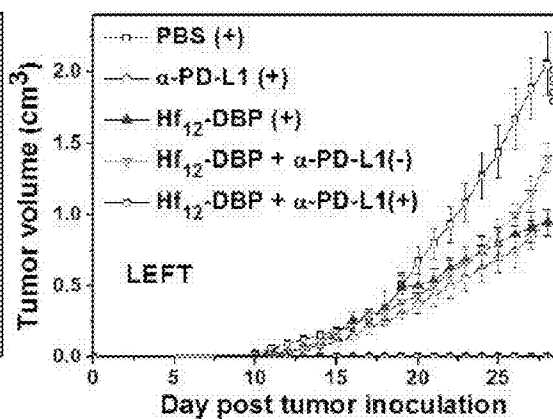 Tumor volume (cm³)
2.0
1.5
1.0
0.5
0.0
PBS (+)
α-PD-L1 (+)
Hf₁₂-DBP (+)
Hf₁₂-DBP + α-PD-L1(-)
Hf₁₂-DBP + α-PD-L1(+)
LEFT
0 5 10 15 20 25
Day post tumor inoculation